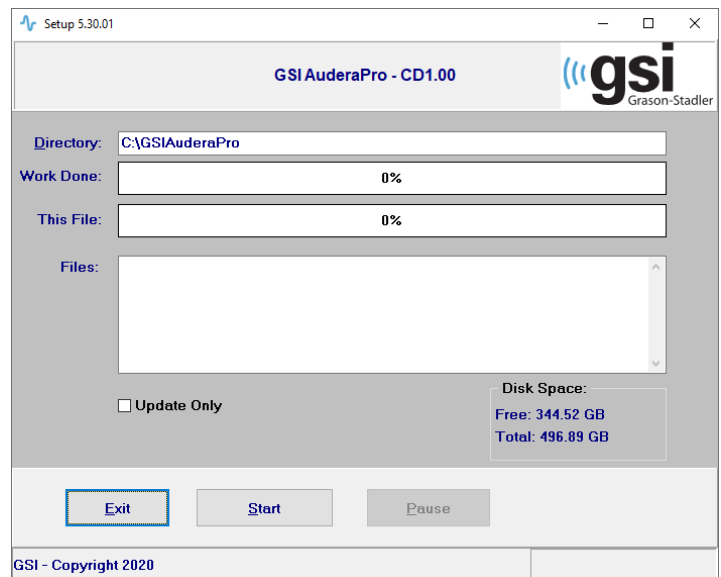 Setup 5.30.01
GSI AuderaPro - CD1.00
gsi
Grason-Stadler
Directory: C:\GSIAuderaPro
Work Done: 0%
This File: 0%
Files:
Update Only
Disk Space:
Free: 344.52 GB
Total: 496.89 GB
Exit Start Pause
GSI - Copyright 2020